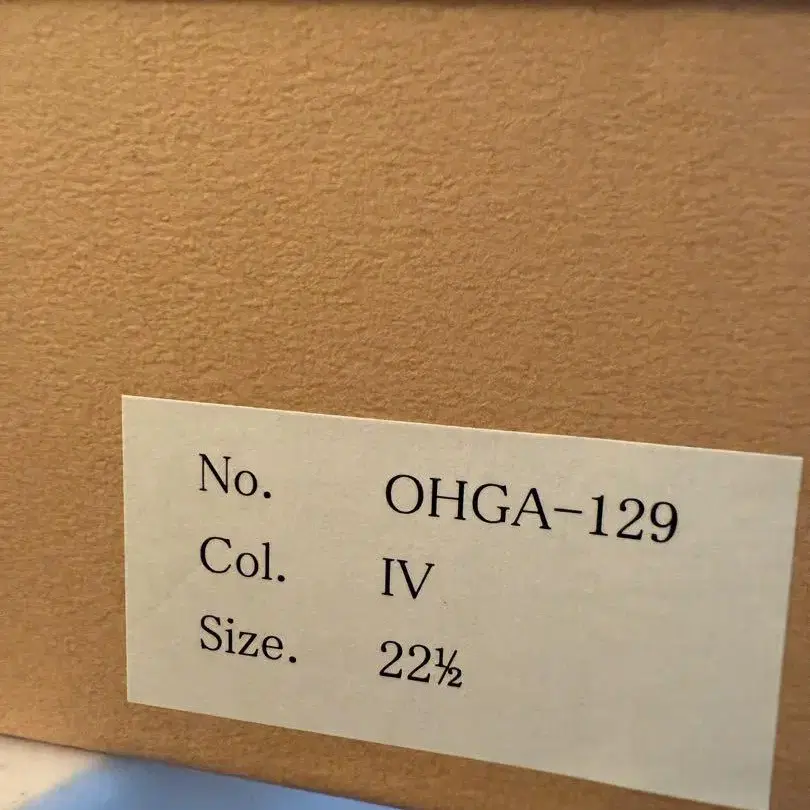 No. OHGA-129
Col. IV
Size. 22½